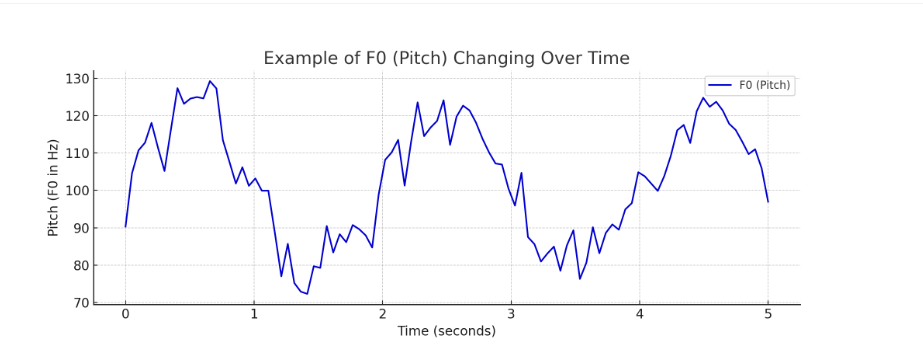 Example of F0 (Pitch) Changing Over Time
F0 (Pitch)
Pitch (F0 in Hz)
130
120
110
100
90
80
70
0 1 2 3 4 5
Time (seconds)